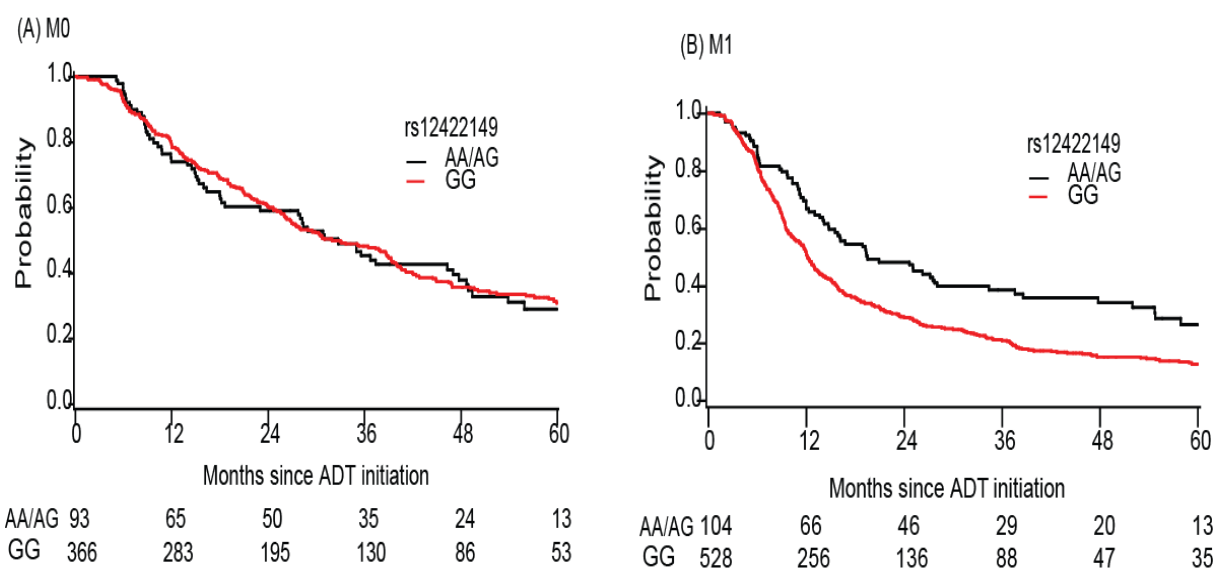 (A) M0
1.0
0.8
0.6
0.4
0.2
0.0
Probability
rs12422149
AA/AG
GG
0 12 24 36 48 60
Months since ADT initiation
AA/AG 93 65 50 35 24 13
GG 366 283 195 130 86 53
(B) M1
1.0
0.8
0.6
0.4
0.2
0.0
Probability
rs12422149
AA/AG
GG
0 12 24 36 48 60
Months since ADT initiation
AA/AG 104 66 46 29 20 13
GG 528 256 136 88 47 35